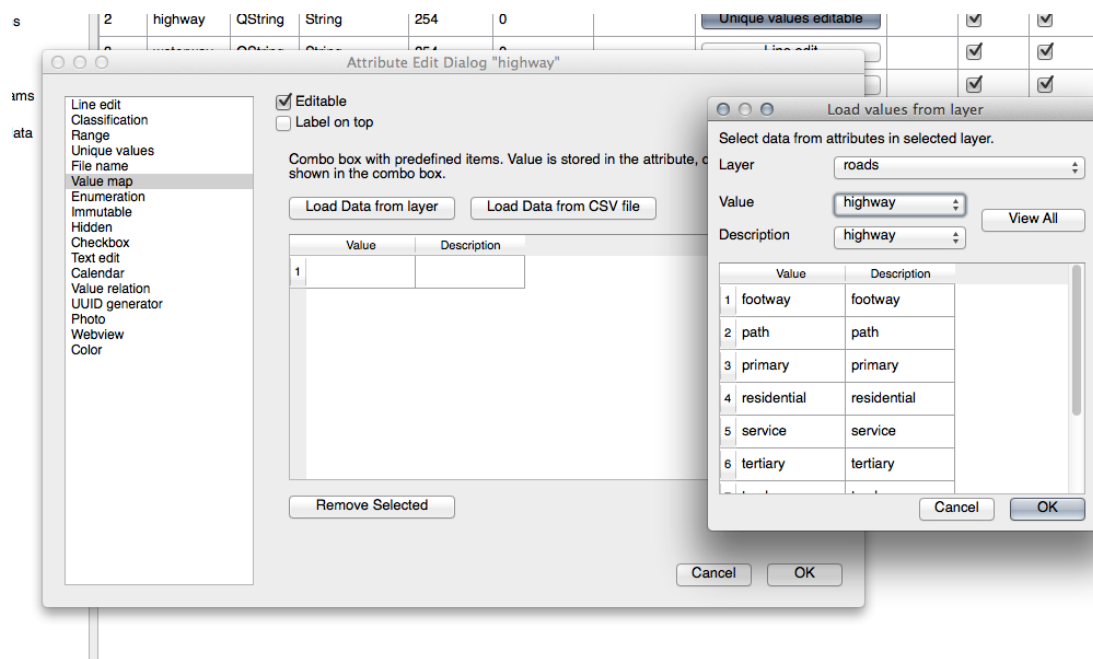 s
2 highway QString String 254 0 Unique values editable
ams
ata
Attribute Edit Dialog "highway"
Line edit
Classification
Range
Unique values
File name
Value map
Enumeration
Immutable
Hidden
Checkbox
Text edit
Calendar
Value relation
UUID generator
Photo
Webview
Color
Editable
Label on top
Combo box with predefined items. Value is stored in the attribute,
shown in the combo box.
Load Data from layer Load Data from CSV file
Value Description
1
Remove Selected
Cancel OK
Load values from layer
Select data from attributes in selected layer.
Layer roads
Value highway
View All
Description highway
Value Description
1 footway footway
2 path path
3 primary primary
4 residential residential
5 service service
6 tertiary tertiary
Cancel OK